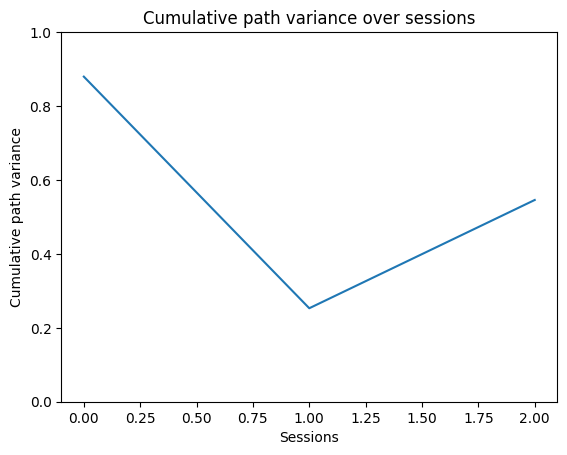 Cumulative path variance over sessions
1.0
0.8
0.6
0.4
0.2
0.0
Cumulative path variance
0.00 0.25 0.50 0.75 1.00 1.25 1.50 1.75 2.00
Sessions